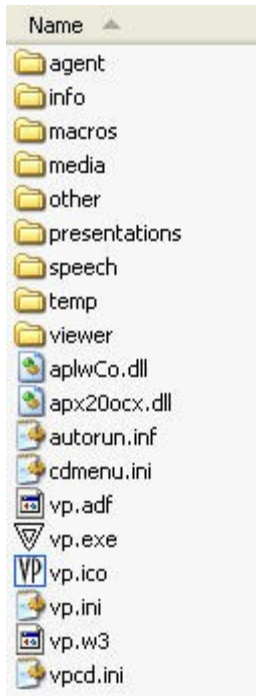 Name
agent
info
macros
media
other
presentations
speech
temp
viewer
aplwCo.dll
apx20ocx.dll
autorun.inf
cdmenu.ini
vp.adf
vp.exe
VP vp.ico
vp.ini
vp.w3
vpcd.ini